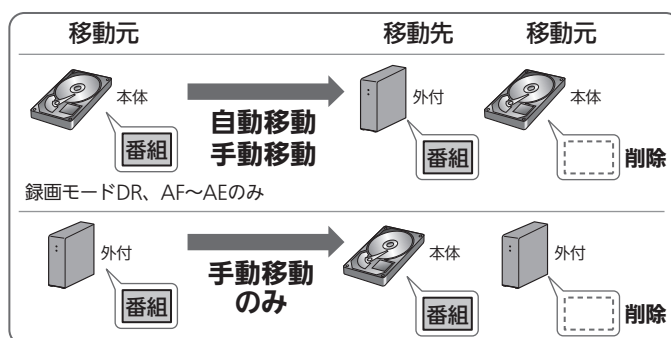 移動元 移動先 移動元
本体 自動移動 外付 本体
番組 手動移動 番組 削除
録画モードDR、AF〜AEのみ
外付 手動移動 本体 外付
番組 のみ 番組 削除